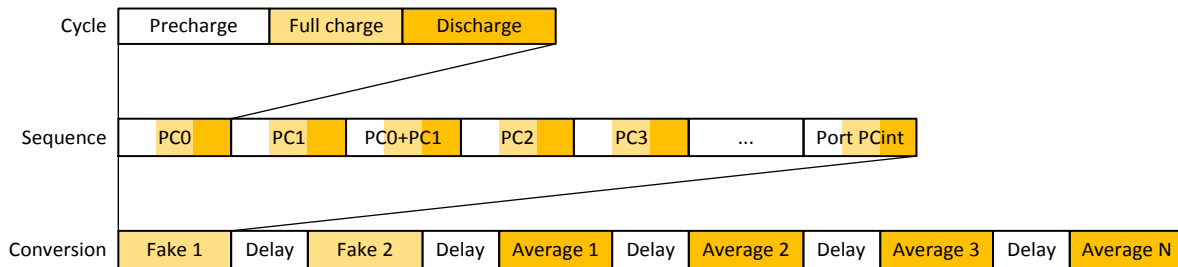 Cycle Precharge Full charge Discharge
Sequence PC0 PC1 PC0+PC1 PC2 PC3 ... Port PCint
Conversion Fake 1 Delay Fake 2 Delay Average 1 Delay Average 2 Delay Average 3 Delay Average N